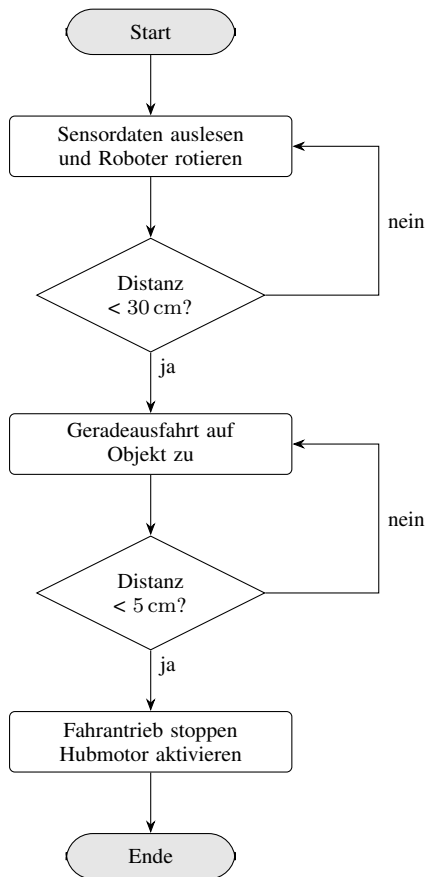 Start
Sensordaten auslesen
und Roboter rotieren
nein
Distanz
< 30 cm?
ja
Geradeausfahrt auf
Objekt zu
nein
Distanz
< 5 cm?
ja
Fahrantrieb stoppen
Hubmotor aktivieren
Ende